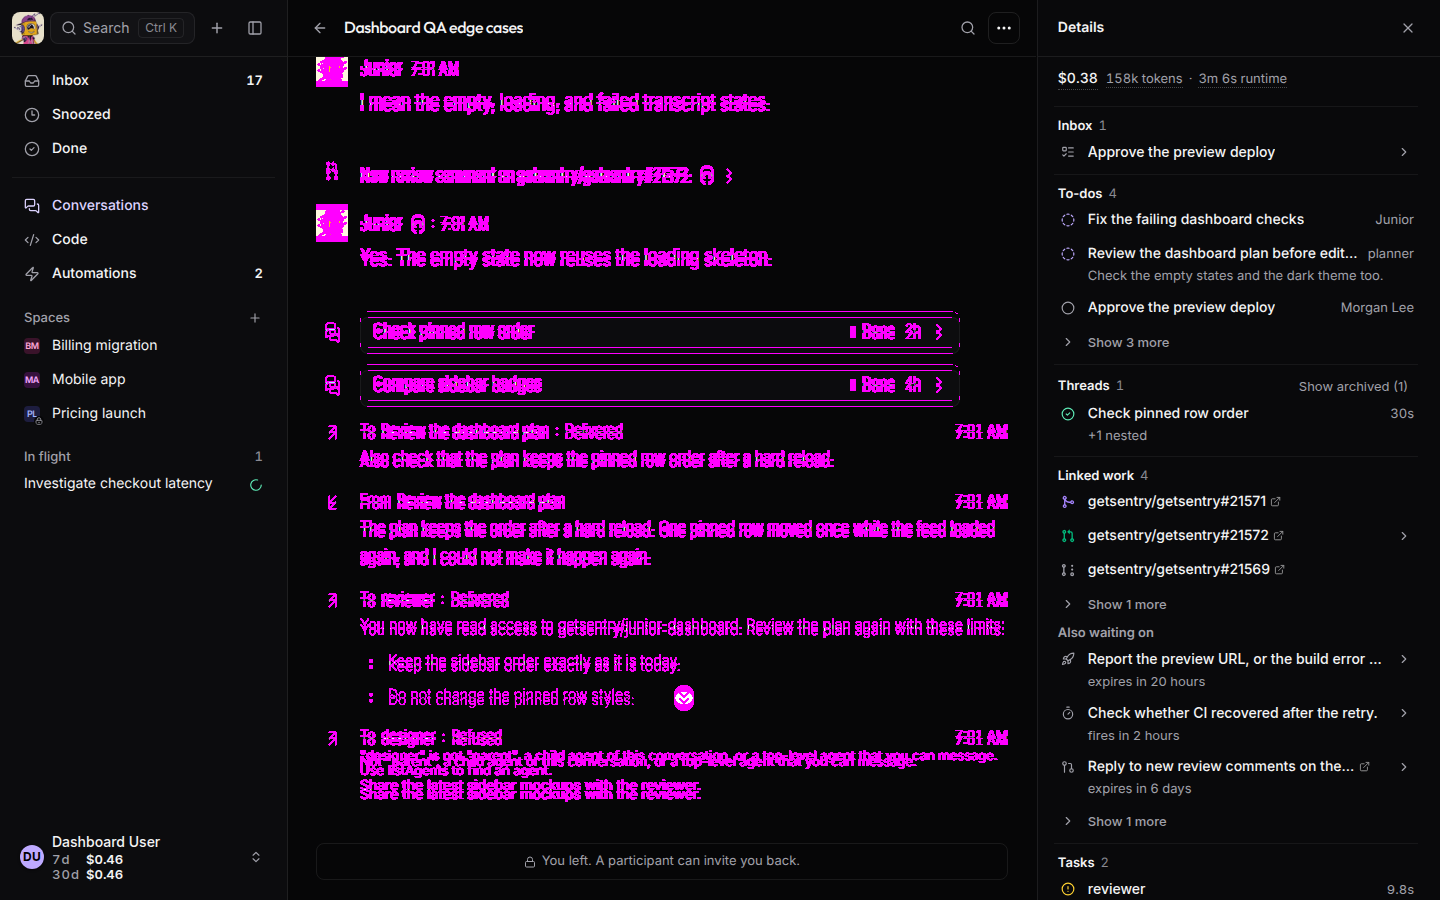 Search Ctrl K
Dashboard QA edge cases
Details
Inbox 17
Snoozed
Done
Conversations
Code
Automations 2
Spaces
BM Billing migration
MA Mobile app
PL Pricing launch
In flight 1
Investigate checkout latency
DU Dashboard User
7d $0.46
30d $0.46
Junior AM
I mean the empty, loading, and failed transcript states.
Junior AM
Yes. The empty state now reuses the loading skeleton.
Check pinned row order Done
Compare sidebar badges Done
To Review the dashboard plan · Delivered 7:01 AM
Also check that the plan keeps the pinned row order after a hard reload.
From Review the dashboard plan 7:01 AM
The plan keeps the order after a hard reload. One pinned row moved once while the feed loaded
again, and I could not make it happen again.
To reviewer · Delivered 7:01 AM
You now have read access to getsentry/junior-dashboard. Review the plan again with these limits:
Keep the sidebar order exactly as it is today.
Do not change the pinned row styles.
To designer · Refused 7:01 AM
Use listAgents to find an agent.
Share the latest sidebar mockups with the reviewer.
You left. A participant can invite you back.
$0.38 158k tokens · 3m 6s runtime
Inbox 1
Approve the preview deploy
To-dos 4
Fix the failing dashboard checks Junior
Review the dashboard plan before edit… planner
Check the empty states and the dark theme too.
Approve the preview deploy Morgan Lee
Show 3 more
Threads 1 Show archived (1)
Check pinned row order 30s
+1 nested
Linked work 4
getsentry/getsentry#21571
getsentry/getsentry#21572
getsentry/getsentry#21569
Show 1 more
Also waiting on
Report the preview URL, or the build error …
expires in 20 hours
Check whether CI recovered after the retry.
fires in 2 hours
Reply to new review comments on the…
expires in 6 days
Show 1 more
Tasks 2
reviewer 9.8s